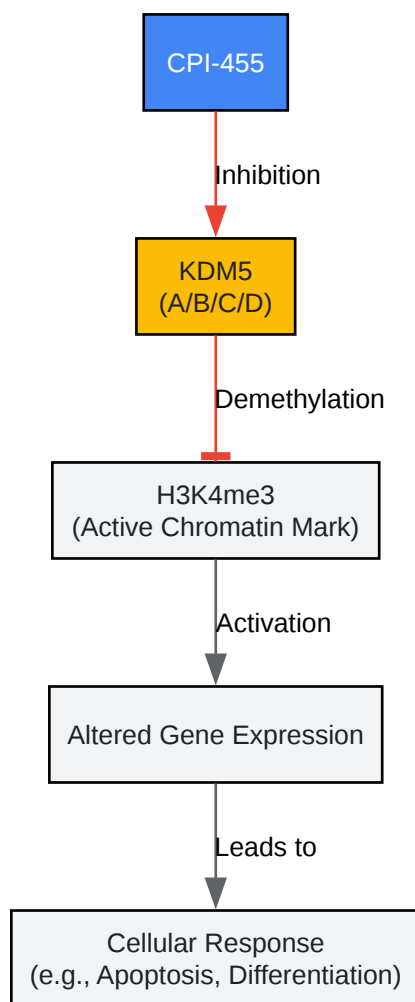 CPI-455
Inhibition
KDM5
(A/B/C/D)
Demethylation
H3K4me3
(Active Chromatin Mark)
Activation
Altered Gene Expression
Leads to
Cellular Response
(e.g., Apoptosis, Differentiation)